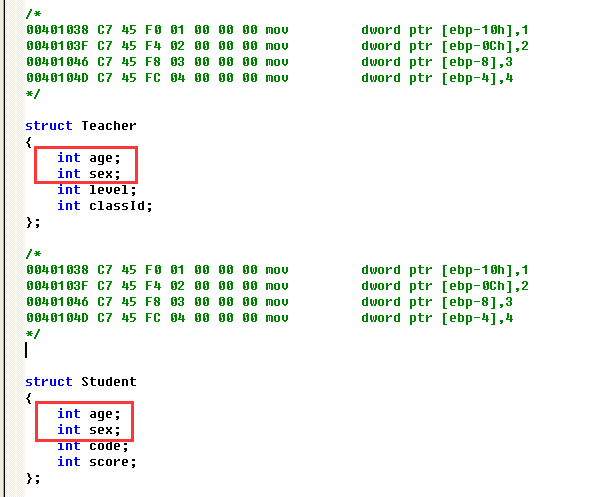 /*
00401038 C7 45 F0 01 00 00 00 mov dword ptr [ebp-10h],1
0040103F C7 45 F4 02 00 00 00 mov dword ptr [ebp-0Ch],2
00401046 C7 45 F8 03 00 00 00 mov dword ptr [ebp-8],3
0040104D C7 45 FC 04 00 00 00 mov dword ptr [ebp-4],4
*/
struct Teacher
{
int age;
int sex;
int level;
int classId;
};
/*
00401038 C7 45 F0 01 00 00 00 mov dword ptr [ebp-10h],1
0040103F C7 45 F4 02 00 00 00 mov dword ptr [ebp-0Ch],2
00401046 C7 45 F8 03 00 00 00 mov dword ptr [ebp-8],3
0040104D C7 45 FC 04 00 00 00 mov dword ptr [ebp-4],4
*/
struct Student
{
int age;
int sex;
int code;
int score;
};